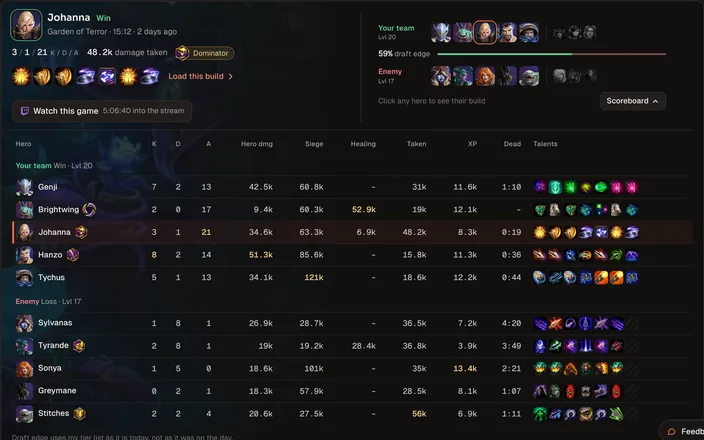 Johanna Win
Garden of Terror · 15:12 · 2 days ago
3 / 1 / 21 K / D / A 48.2k damage taken Dominator
Load this build >
Watch this game 5:06:40 into the stream
Your team
Lvl 20
59% draft edge
Enemy
Lvl 17
Click any hero to see their build
Scoreboard
Hero K D A Hero dmg Siege Healing Taken XP Dead Talents
Your team Win · Lvl 20
Genji 7 2 13 42.5k 60.8k – 31k 11.6k 1:10
Brightwing 2 0 17 9.4k 60.3k 52.9k 19k 12.1k –
Johanna 3 1 21 34.6k 63.3k 6.9k 48.2k 8.3k 0:19
Hanzo 8 2 14 51.3k 85.6k – 15.8k 11.3k 0:36
Tychus 5 1 13 34.1k 121k – 18.6k 12.2k 0:44
Enemy Loss · Lvl 17
Sylvanas 1 8 1 26.9k 28.7k – 36.5k 7.2k 4:20
Tyrande 2 8 1 19k 19.2k 28.4k 36.8k 3.9k 3:49
Sonya 1 5 0 18.6k 101k – 35k 13.4k 2:21
Greymane 0 2 1 18.3k 57.9k – 28.5k 8.1k 1:07
Stitches 2 2 4 20.6k 27.5k – 56k 6.9k 1:11
Draft edge uses my tier list as it is today, not as it was on the day.
Feedb